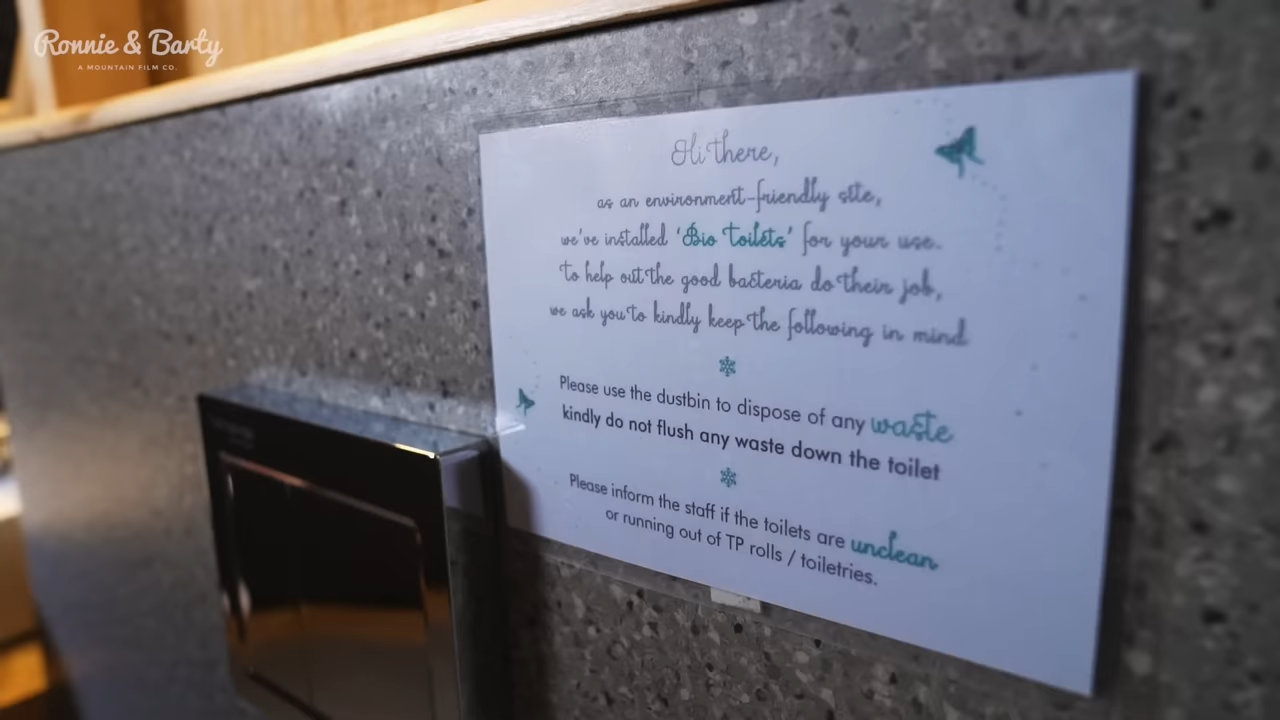 Ronnie & Barty
A MOUNTAIN FILM CO.
Hi there,
as an environment-friendly site,
we've installed 'Bio Toilets' for your use.
To help out the good bacteria do their job,
we ask you to kindly keep the following in mind
Please use the dustbin to dispose of any waste
kindly do not flush any waste down the toilet
Please inform the staff if the toilets are unclean
or running out of TP rolls / toiletries.